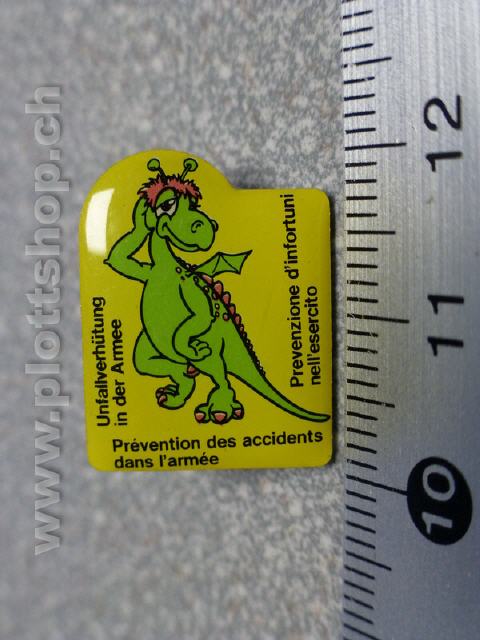 www.plottshop.ch
Unfallverhütung
in der Armee
Prevenzione d'infortuni
nell'esercito
Prévention des accidents
dans l'armée
12
11
10